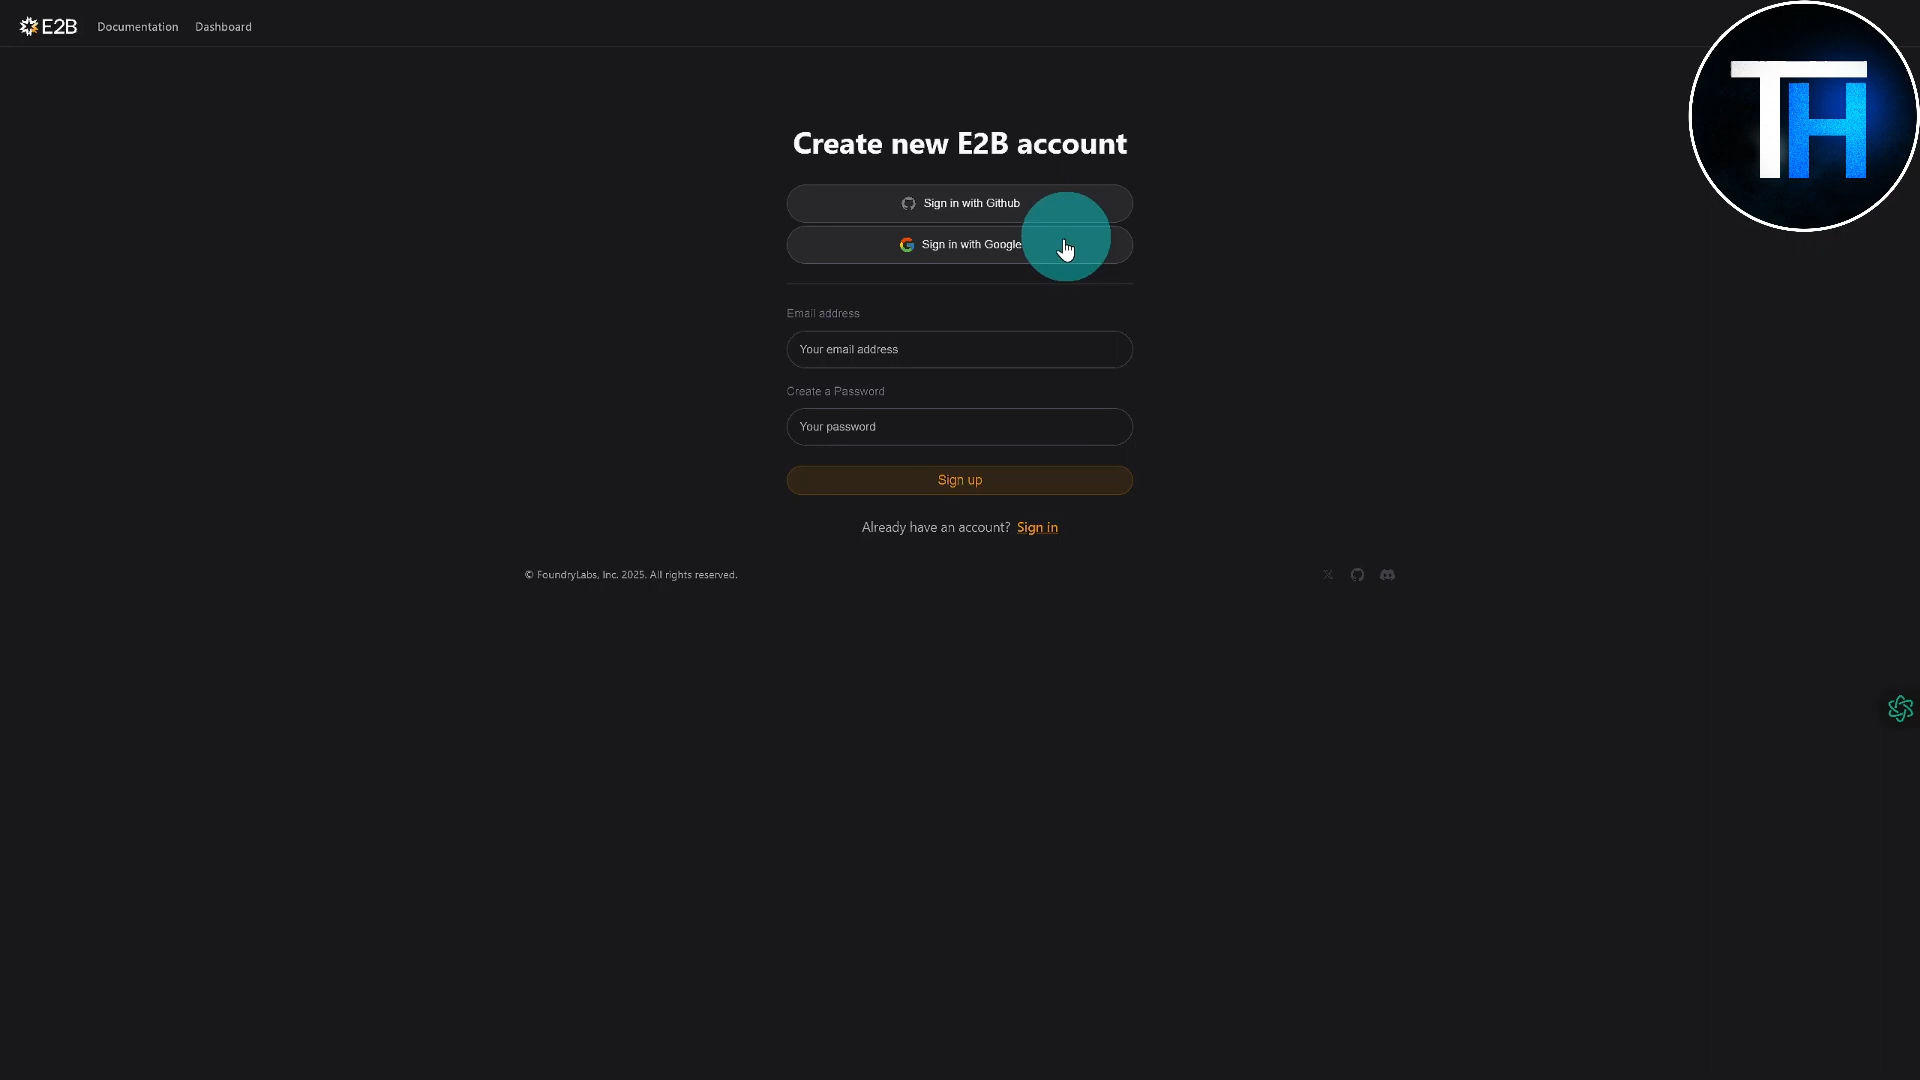 E2B
Documentation
Dashboard
TH
Create new E2B account
Sign in with Github
Sign in with Google
Email address
Your email address
Create a Password
Your password
Sign up
Already have an account? Sign in
© FoundryLabs, Inc. 2025. All rights reserved.